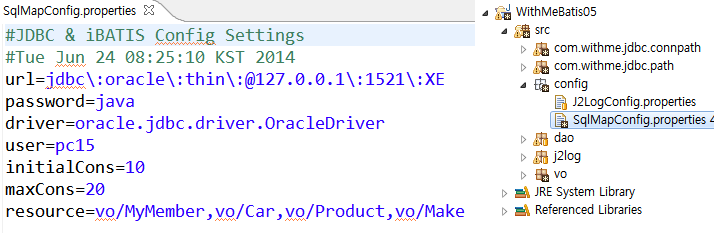 SqlMapConfig.properties
#JDBC & iBATIS Config Settings
#Tue Jun 24 08:25:10 KST 2014
url=jdbc\:oracle\:thin\:@127.0.0.1\:1521\:XE
password=java
driver=oracle.jdbc.driver.OracleDriver
user=pc15
initialCons=10
maxCons=20
resource=vo/MyMember,vo/Car,vo/Product,vo/Make
WithMeBatis05
src
com.withme.jdbc.connpath
com.withme.jdbc.path
config
J2LogConfig.properties
SqlMapConfig.properties 4
dao
j2log
vo
JRE System Library
Referenced Libraries